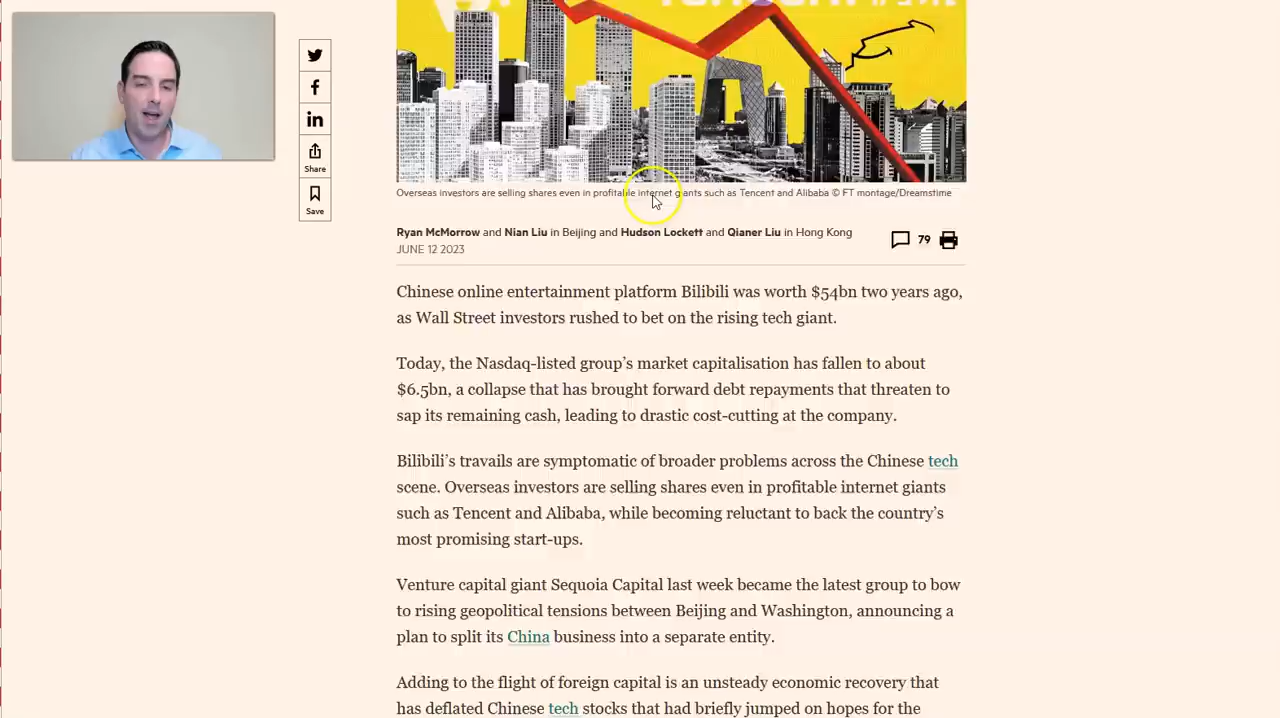 Share
Save
Overseas investors are selling shares even in profitable internet giants such as Tencent and Alibaba © FT montage/Dreamstime
Ryan McMorrow and Nian Liu in Beijing and Hudson Lockett and Qianer Liu in Hong Kong
79
JUNE 12 2023
Chinese online entertainment platform Bilibili was worth $54bn two years ago,
as Wall Street investors rushed to bet on the rising tech giant.
Today, the Nasdaq-listed group’s market capitalisation has fallen to about
$6.5bn, a collapse that has brought forward debt repayments that threaten to
sap its remaining cash, leading to drastic cost-cutting at the company.
Bilibili’s travails are symptomatic of broader problems across the Chinese tech
scene. Overseas investors are selling shares even in profitable internet giants
such as Tencent and Alibaba, while becoming reluctant to back the country’s
most promising start-ups.
Venture capital giant Sequoia Capital last week became the latest group to bow
to rising geopolitical tensions between Beijing and Washington, announcing a
plan to split its China business into a separate entity.
Adding to the flight of foreign capital is an unsteady economic recovery that
has deflated Chinese tech stocks that had briefly jumped on hopes for the